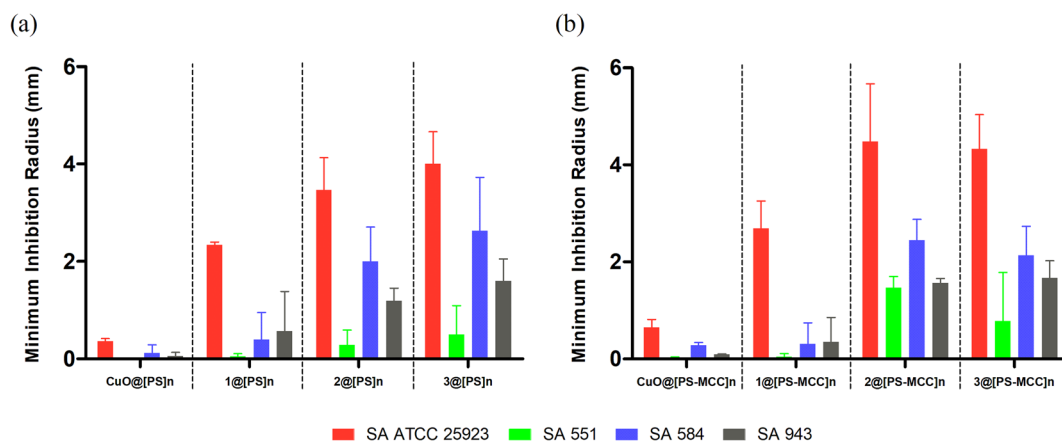 (a)
Minimum Inhibition Radius (mm)
6
4
2
0
CuO@[PS]n
1@[PS]n
2@[PS]n
3@[PS]n
(b)
Minimum Inhibition Radius (mm)
6
4
2
0
CuO@[PS-MCC]n
1@[PS-MCC]n
2@[PS-MCC]n
3@[PS-MCC]n
SA ATCC 25923
SA 551
SA 584
SA 943